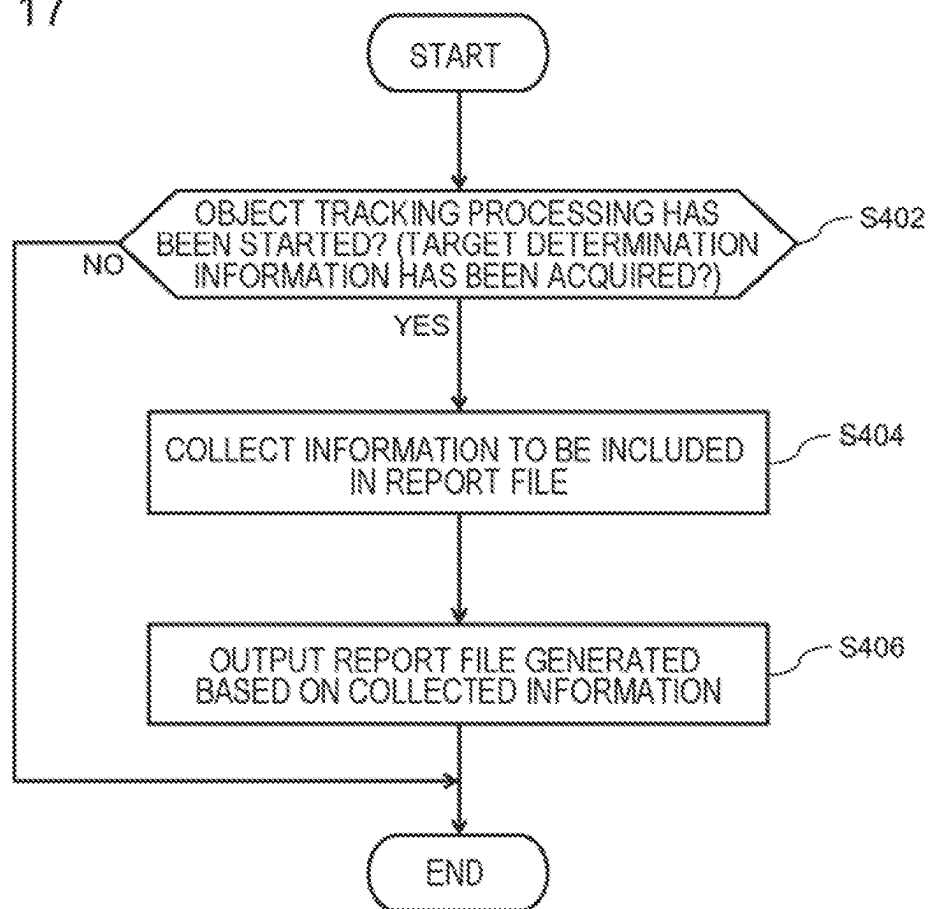 17
START
OBJECT TRACKING PROCESSING HAS
BEEN STARTED? (TARGET DETERMINATION
INFORMATION HAS BEEN ACQUIRED?)
S402
NO
YES
COLLECT INFORMATION TO BE INCLUDED
IN REPORT FILE
S404
OUTPUT REPORT FILE GENERATED
BASED ON COLLECTED INFORMATION
S406
END